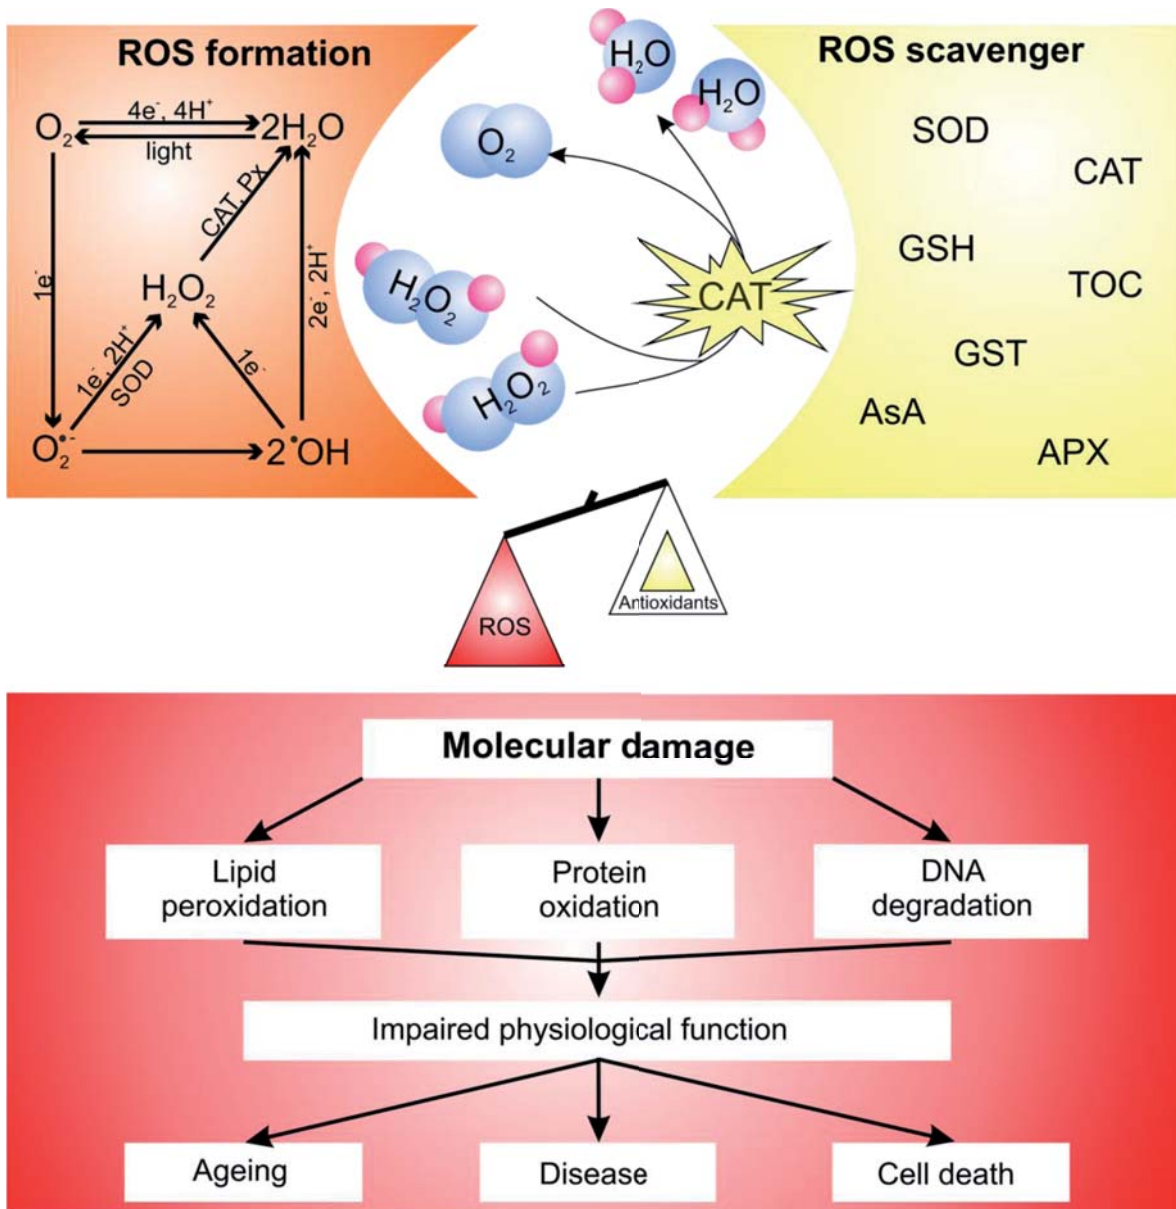 ROS formation
4e⁻, 4H⁺
O₂
2H₂O
light
CAT, Px
1e⁻
H₂O₂
2e⁻, 2H⁺
1e⁻, 2H⁺
SOD
1e⁻
O₂•⁻
2•OH
H₂O
H₂O
O₂
H₂O₂
H₂O₂
CAT
ROS scavenger
SOD
CAT
GSH
TOC
GST
AsA
APX
ROS
Antioxidants
Molecular damage
Lipid
peroxidation
Protein
oxidation
DNA
degradation
Impaired physiological function
Ageing
Disease
Cell death